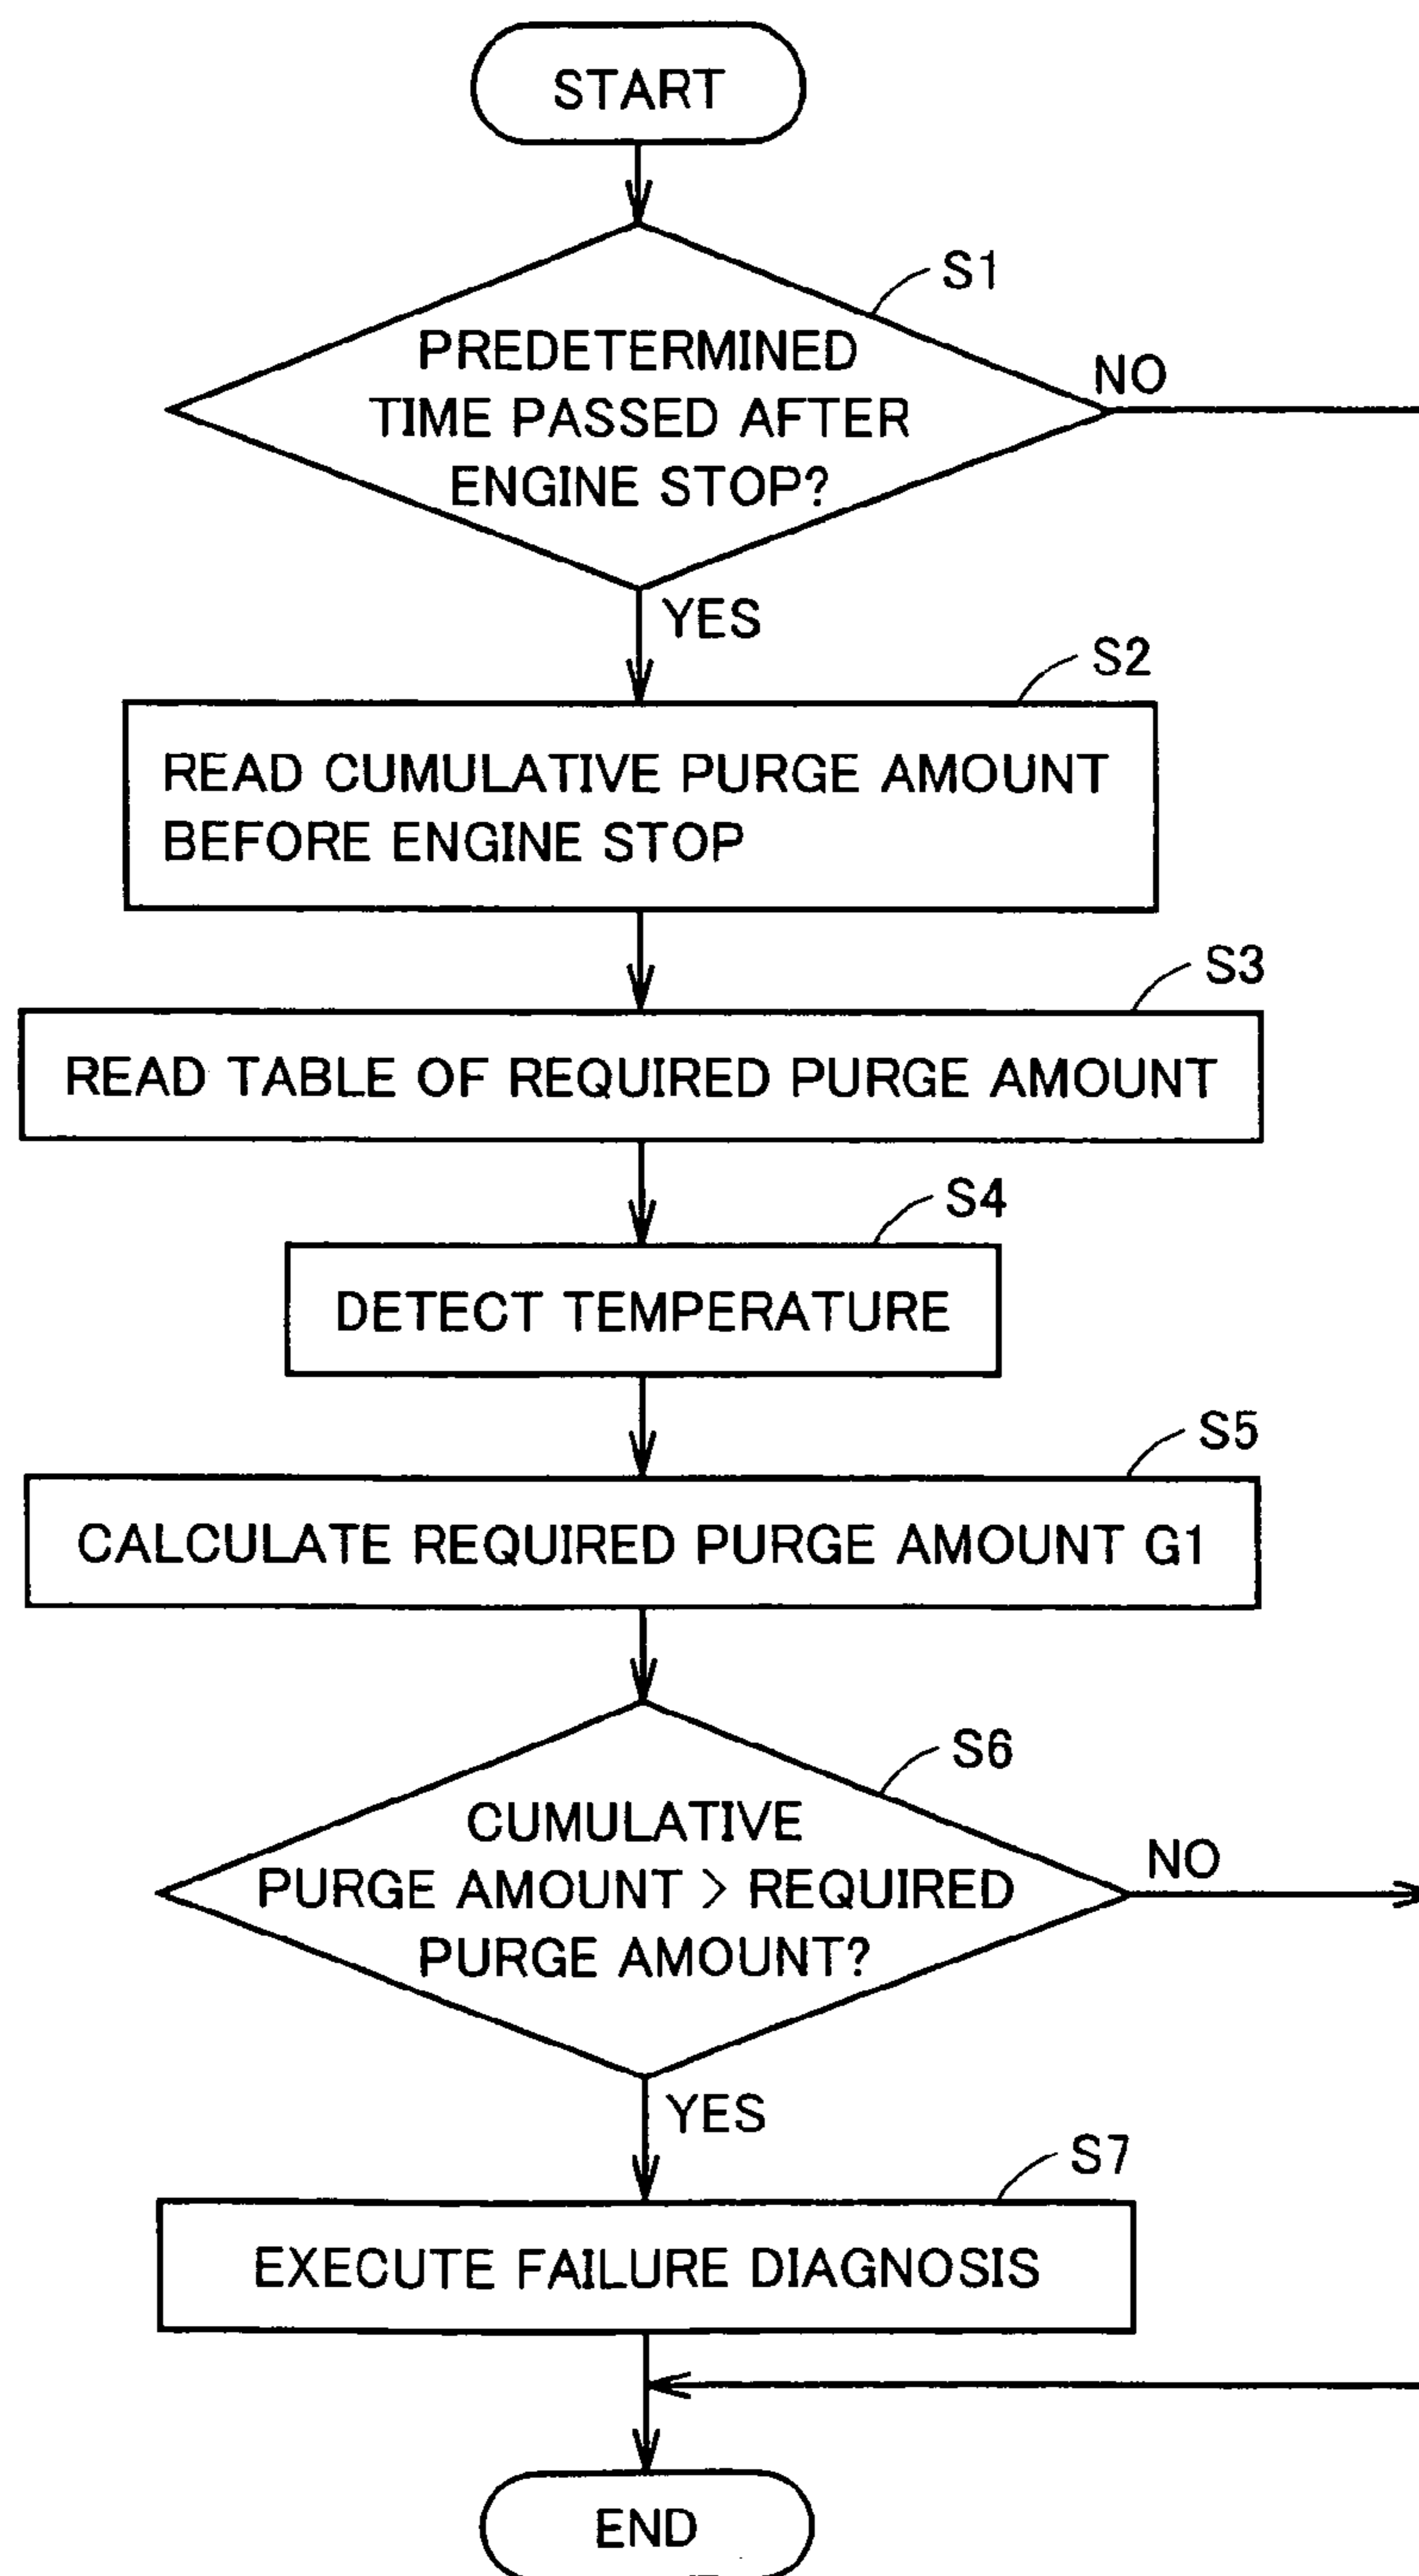 START
S1
PREDETERMINED
TIME PASSED AFTER
ENGINE STOP?
NO
YES
S2
READ CUMULATIVE PURGE AMOUNT
BEFORE ENGINE STOP
S3
READ TABLE OF REQUIRED PURGE AMOUNT
S4
DETECT TEMPERATURE
S5
CALCULATE REQUIRED PURGE AMOUNT G1
S6
CUMULATIVE
PURGE AMOUNT > REQUIRED
PURGE AMOUNT?
NO
YES
S7
EXECUTE FAILURE DIAGNOSIS
END